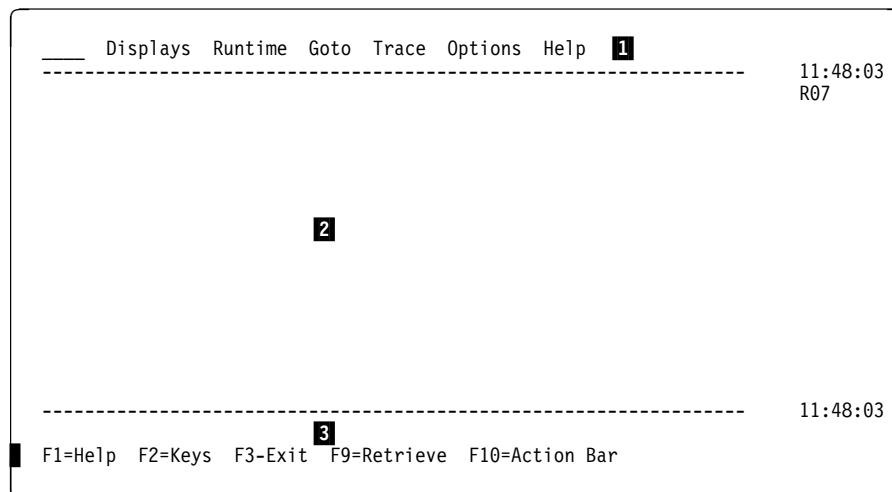 ____ Displays Runtime Goto Trace Options Help 1
------------------------------------------------------------------ 11:48:03
R07
2
------------------------------------------------------------------ 11:48:03
3
F1=Help F2=Keys F3-Exit F9=Retrieve F10=Action Bar